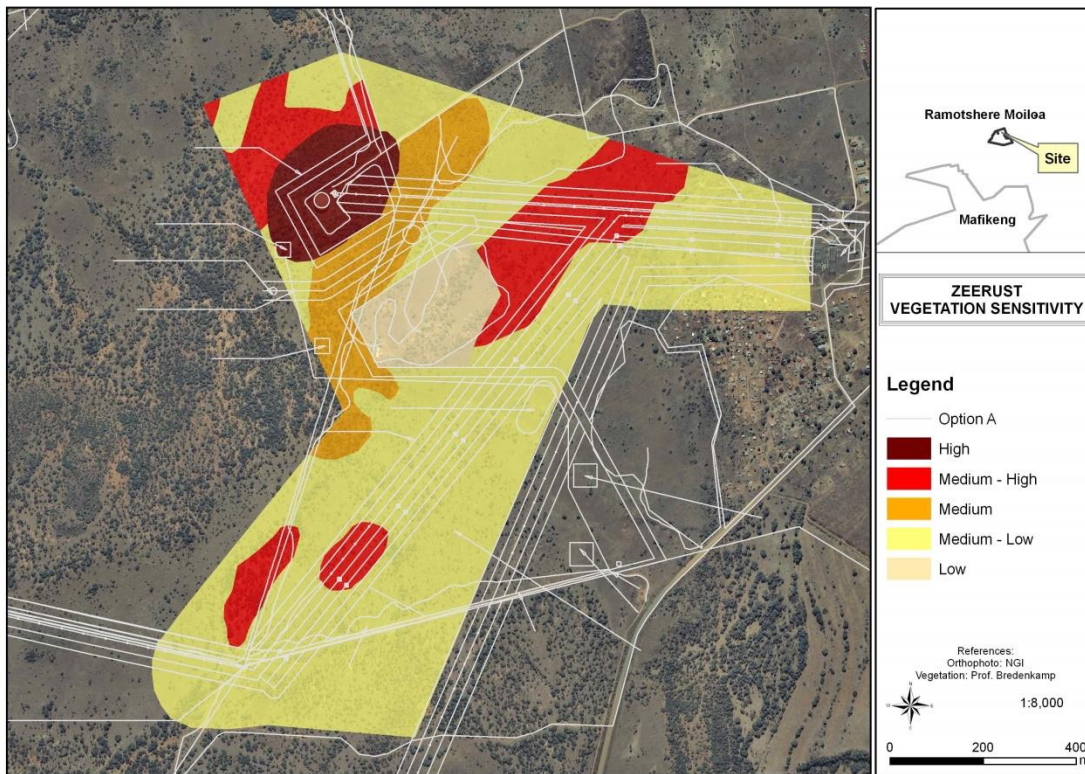 Ramotshere Moiloa
Site
Mafikeng
ZEERUST
VEGETATION SENSITIVITY
Legend
Option A
High
Medium - High
Medium
Medium - Low
Low
References:
Orthophoto: NGI
Vegetation: Prof. Bredenkamp
N
W E
S
1:8,000
0 200 400
m